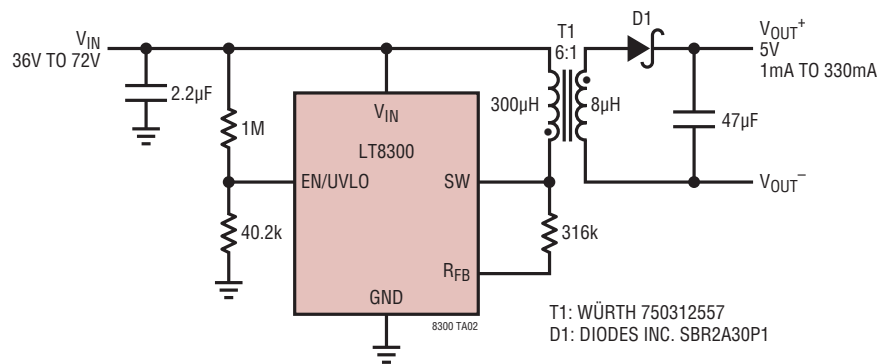 VIN
36V TO 72V
2.2µF
1M
40.2k
VIN
LT8300
EN/UVLO
SW
RFB
GND
8300 TA02
316k
T1
6:1
300µH
8µH
D1
VOUT+
5V
1mA TO 330mA
47µF
VOUT–
T1: WÜRTH 750312557
D1: DIODES INC. SBR2A30P1